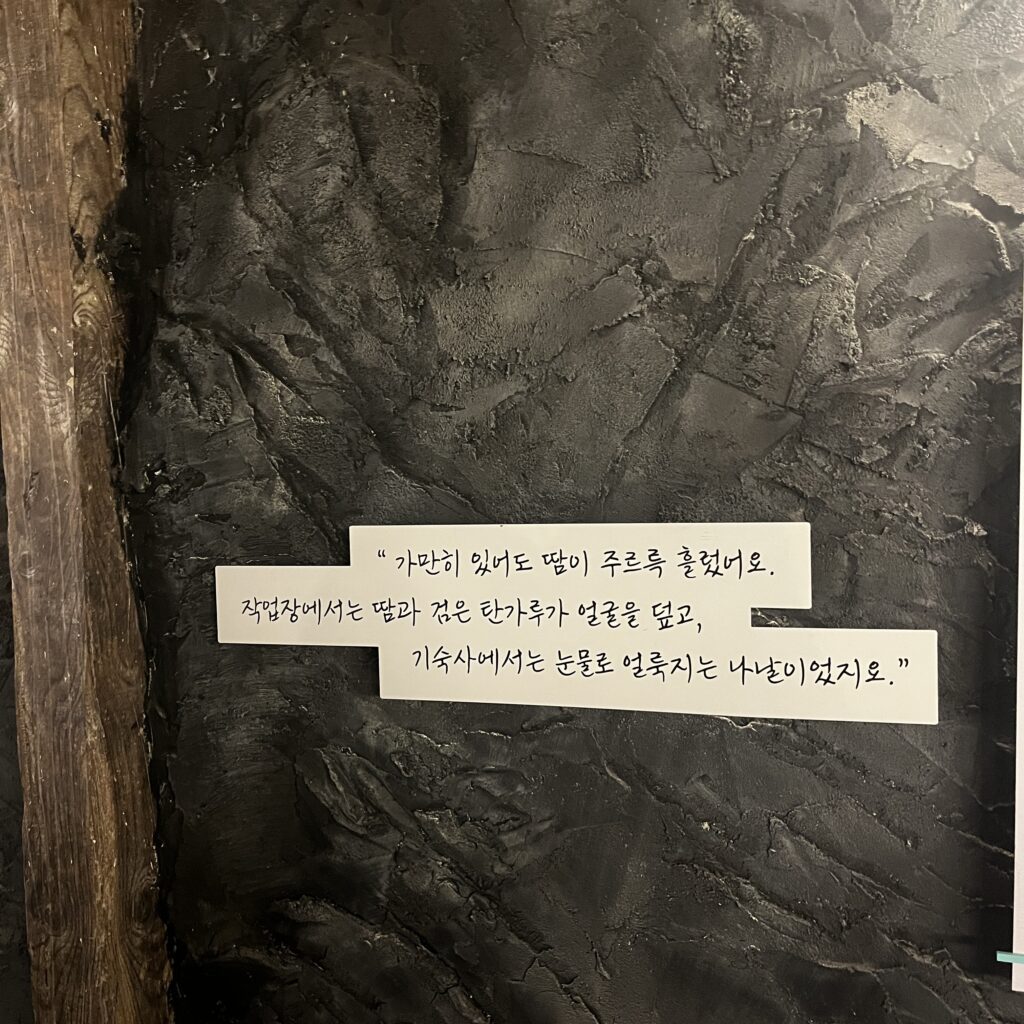 “ 가만히 있어도 땀이 주르륵 흘렀어요.
작업장에서는 땀과 검은 탄가루가 얼굴을 덮고,
기숙사에서는 눈물로 얼룩지는 나날이었지요.”